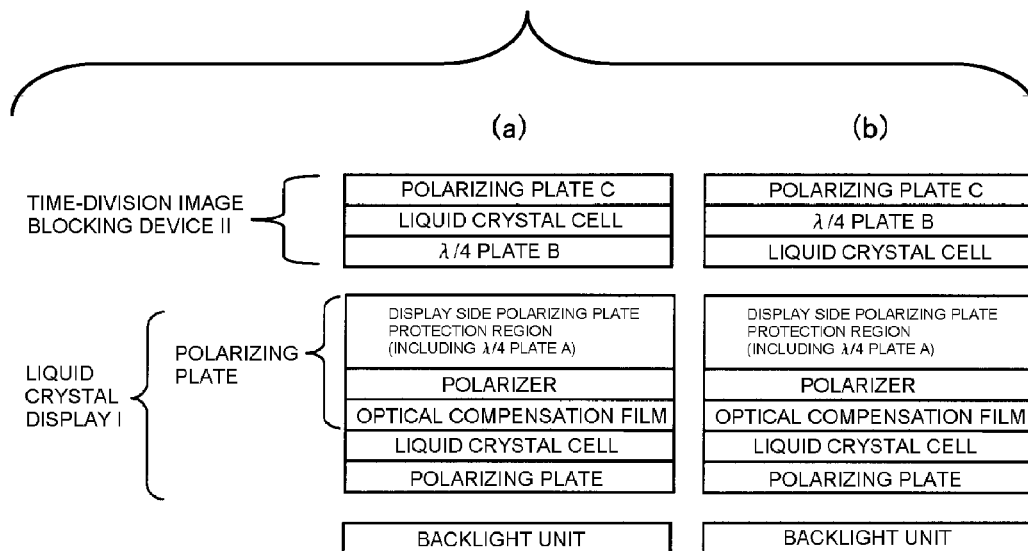 (a)
(b)
TIME-DIVISION IMAGE
BLOCKING DEVICE II
POLARIZING PLATE C
LIQUID CRYSTAL CELL
λ/4 PLATE B
POLARIZING PLATE C
λ/4 PLATE B
LIQUID CRYSTAL CELL
LIQUID
CRYSTAL
DISPLAY I
POLARIZING
PLATE
DISPLAY SIDE POLARIZING PLATE
PROTECTION REGION
(INCLUDING λ/4 PLATE A)
POLARIZER
OPTICAL COMPENSATION FILM
LIQUID CRYSTAL CELL
POLARIZING PLATE
BACKLIGHT UNIT
DISPLAY SIDE POLARIZING PLATE
PROTECTION REGION
(INCLUDING λ/4 PLATE A)
POLARIZER
OPTICAL COMPENSATION FILM
LIQUID CRYSTAL CELL
POLARIZING PLATE
BACKLIGHT UNIT